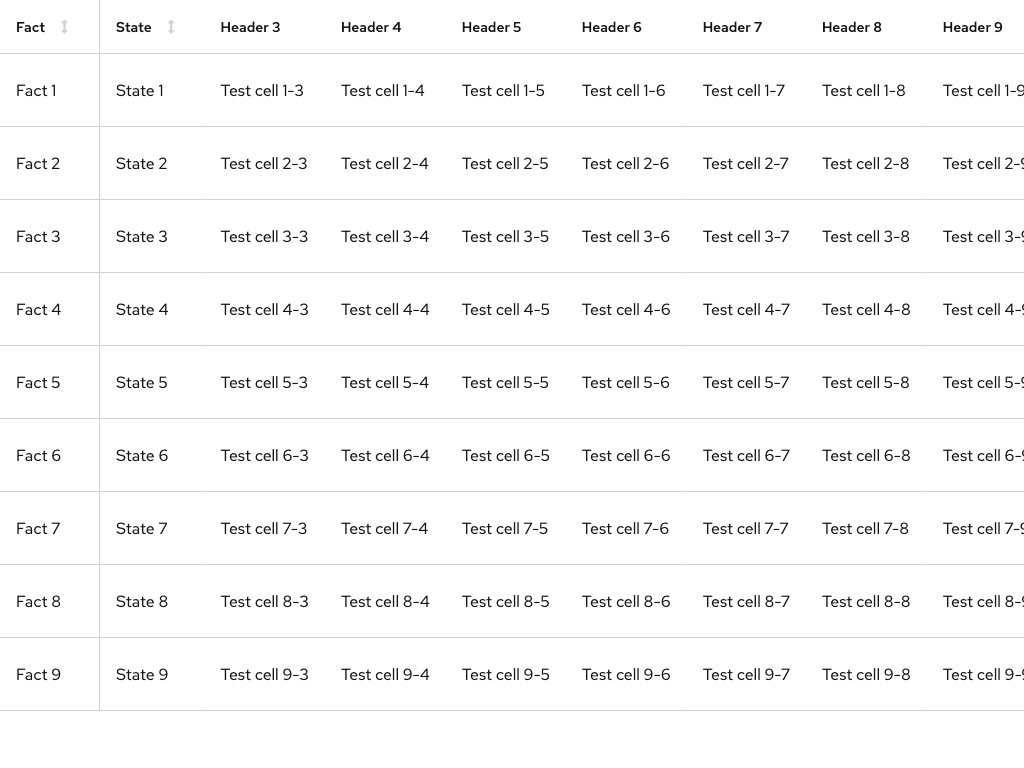 Fact State Header 3 Header 4 Header 5 Header 6 Header 7 Header 8 Header 9
Fact 1 State 1 Test cell 1-3 Test cell 1-4 Test cell 1-5 Test cell 1-6 Test cell 1-7 Test cell 1-8 Test cell 1-9
Fact 2 State 2 Test cell 2-3 Test cell 2-4 Test cell 2-5 Test cell 2-6 Test cell 2-7 Test cell 2-8 Test cell 2-9
Fact 3 State 3 Test cell 3-3 Test cell 3-4 Test cell 3-5 Test cell 3-6 Test cell 3-7 Test cell 3-8 Test cell 3-9
Fact 4 State 4 Test cell 4-3 Test cell 4-4 Test cell 4-5 Test cell 4-6 Test cell 4-7 Test cell 4-8 Test cell 4-9
Fact 5 State 5 Test cell 5-3 Test cell 5-4 Test cell 5-5 Test cell 5-6 Test cell 5-7 Test cell 5-8 Test cell 5-9
Fact 6 State 6 Test cell 6-3 Test cell 6-4 Test cell 6-5 Test cell 6-6 Test cell 6-7 Test cell 6-8 Test cell 6-9
Fact 7 State 7 Test cell 7-3 Test cell 7-4 Test cell 7-5 Test cell 7-6 Test cell 7-7 Test cell 7-8 Test cell 7-9
Fact 8 State 8 Test cell 8-3 Test cell 8-4 Test cell 8-5 Test cell 8-6 Test cell 8-7 Test cell 8-8 Test cell 8-9
Fact 9 State 9 Test cell 9-3 Test cell 9-4 Test cell 9-5 Test cell 9-6 Test cell 9-7 Test cell 9-8 Test cell 9-9